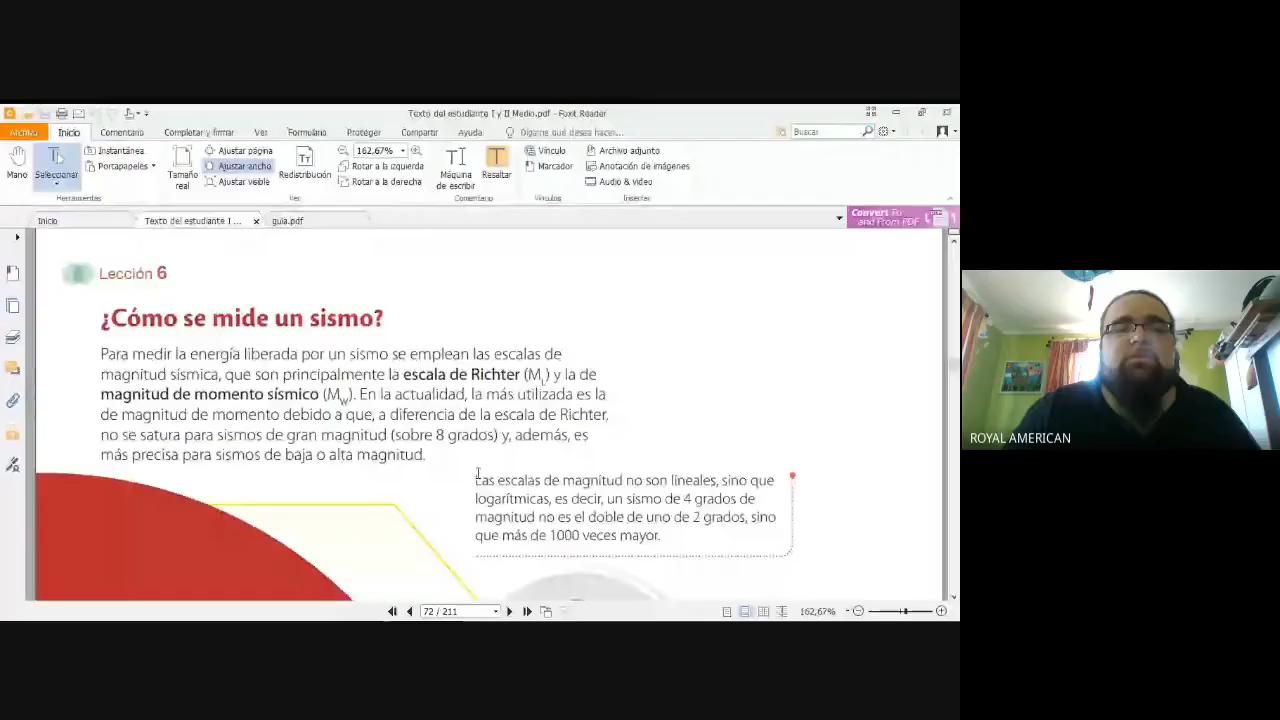 Texto del estudiante I y II Medio.pdf - Foxit Reader
Archivo Inicio Comentario Completar y firmar Ver Formulario Proteger Compartir Ayuda Dígame qué desea hacer... Buscar
Mano
Seleccionar
Instantánea
Portapapeles
Herramientas
Tamaño
real
Ajustar página
Ajustar ancho
Ajustar visible
Redistribución
162,67%
Rotar a la izquierda
Rotar a la derecha
Ver
Máquina
de escribir
Resaltar
Comentario
Vínculo
Marcador
Vínculos
Archivo adjunto
Anotación de imágenes
Audio & video
Insertar
Inicio Texto del estudiante I ... guia.pdf
Convert To
and From PDF
Lección 6
¿Cómo se mide un sismo?
Para medir la energía liberada por un sismo se emplean las escalas de
magnitud sísmica, que son principalmente la escala de Richter (ML) y la de
magnitud de momento sísmico (MW). En la actualidad, la más utilizada es la
de magnitud de momento debido a que, a diferencia de la escala de Richter,
no se satura para sismos de gran magnitud (sobre 8 grados) y, además, es
más precisa para sismos de baja o alta magnitud.
Las escalas de magnitud no son lineales, sino que
logarítmicas, es decir, un sismo de 4 grados de
magnitud no es el doble de uno de 2 grados, sino
que más de 1000 veces mayor.
72 / 211
162,67%
ROYAL AMERICAN